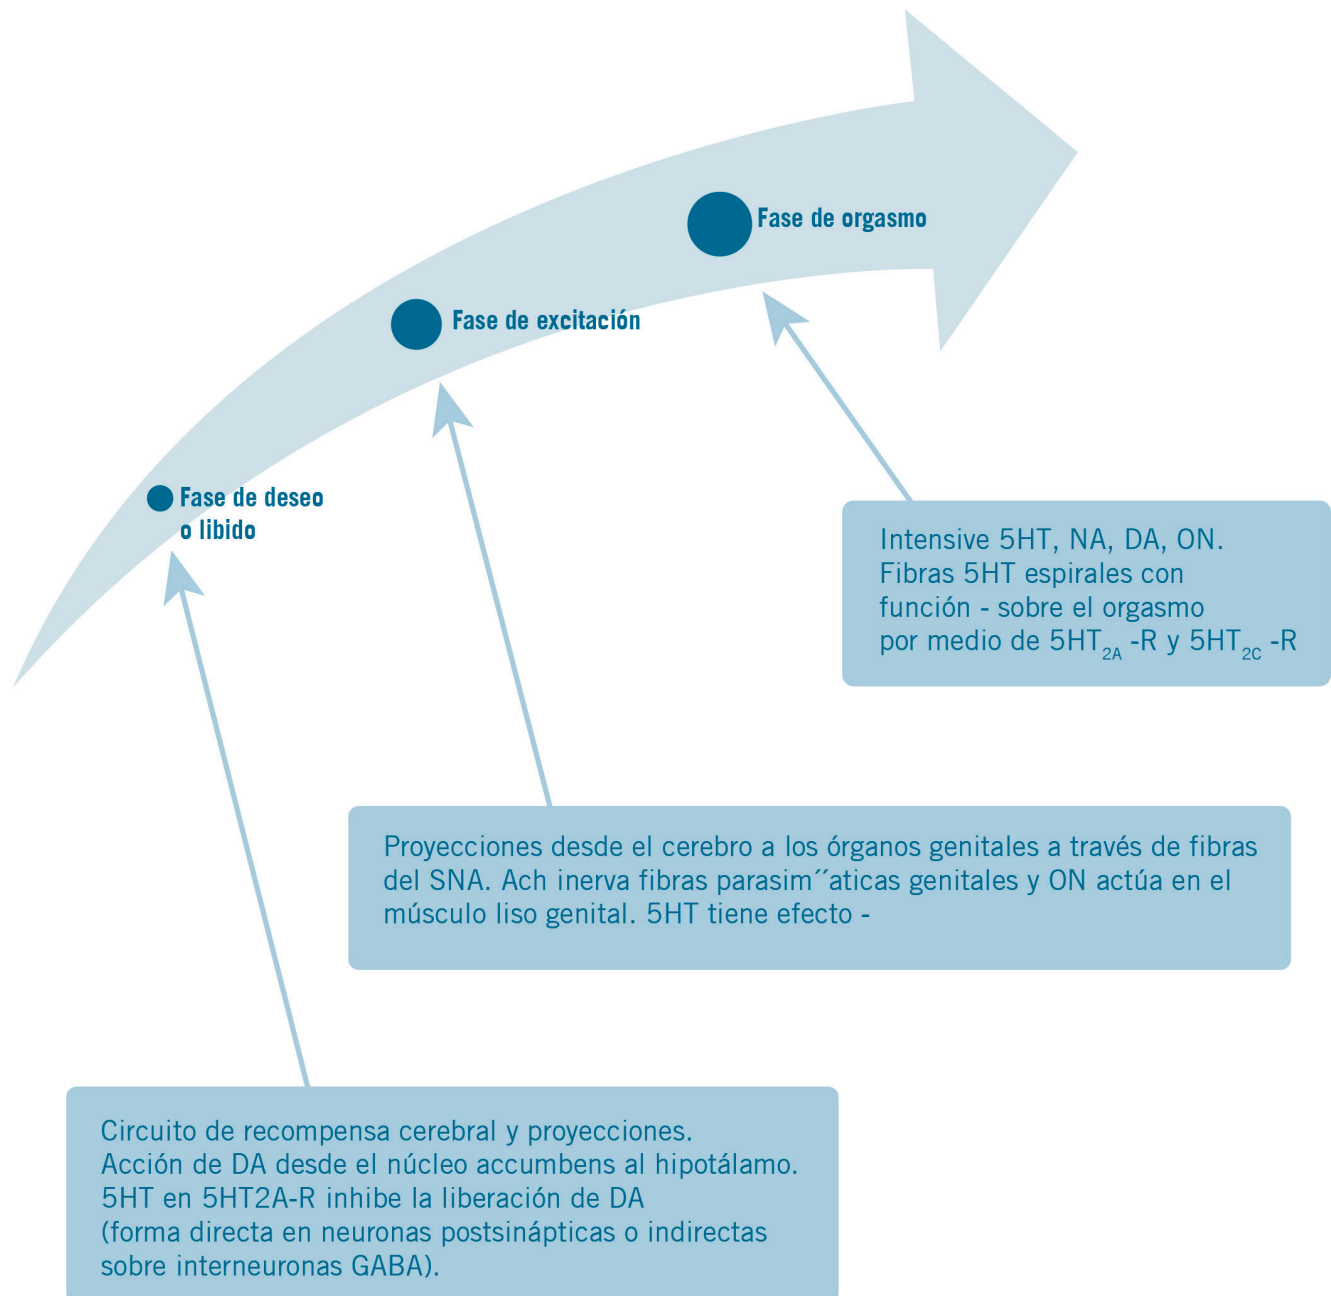 Fase de orgasmo
Fase de excitación
Fase de deseo
o libido
Intensive 5HT, NA, DA, ON.
Fibras 5HT espirales con
función - sobre el orgasmo
por medio de 5HT2A -R y 5HT2C -R
Proyecciones desde el cerebro a los órganos genitales a través de fibras
del SNA. Ach inerva fibras parasim´´aticas genitales y ON actúa en el
músculo liso genital. 5HT tiene efecto -
Circuito de recompensa cerebral y proyecciones.
Acción de DA desde el núcleo accumbens al hipotálamo.
5HT en 5HT2A-R inhibe la liberación de DA
(forma directa en neuronas postsinápticas o indirectas
sobre interneuronas GABA).